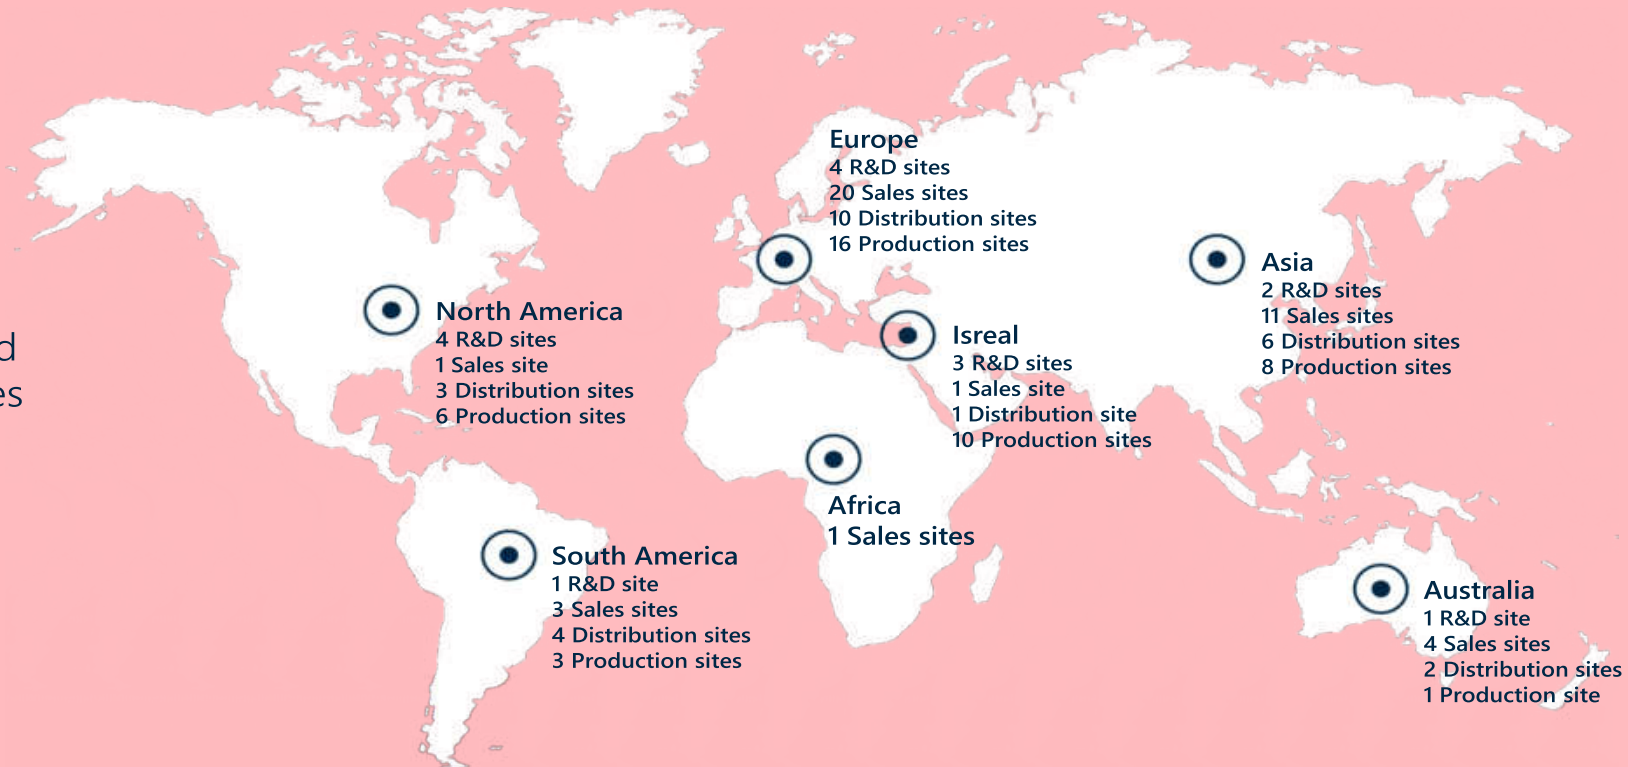 Europe
4 R&D sites
20 Sales sites
10 Distribution sites
16 Production sites
Asia
2 R&D sites
11 Sales sites
6 Distribution sites
8 Production sites
North America
4 R&D sites
1 Sales site
3 Distribution sites
6 Production sites
Isreal
3 R&D sites
1 Sales site
1 Distribution site
10 Production sites
Africa
1 Sales sites
South America
1 R&D site
3 Sales sites
4 Distribution sites
3 Production sites
Australia
1 R&D site
4 Sales sites
2 Distribution sites
1 Production site